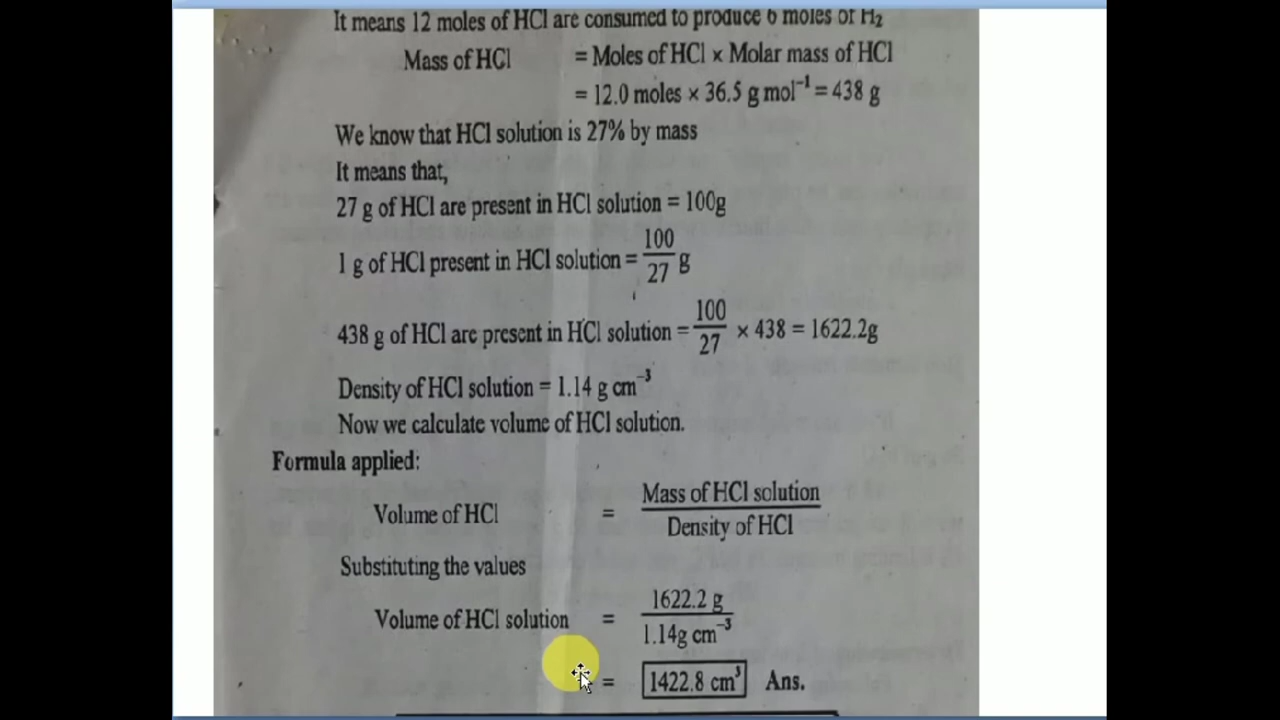 It means 12 moles of HCl are consumed to produce 6 moles of H₂
Mass of HCl = Moles of HCl × Molar mass of HCl
= 12.0 moles × 36.5 g mol⁻¹ = 438 g
We know that HCl solution is 27% by mass
It means that,
27 g of HCl are present in HCl solution = 100g
1 g of HCl present in HCl solution = 100/27 g
438 g of HCl are present in HCl solution = 100/27 × 438 = 1622.2g
Density of HCl solution = 1.14 g cm⁻³
Now we calculate volume of HCl solution.
Formula applied:
Volume of HCl = Mass of HCl solution / Density of HCl
Substituting the values
Volume of HCl solution = 1622.2 g / 1.14g cm⁻³
= 1422.8 cm³ Ans.